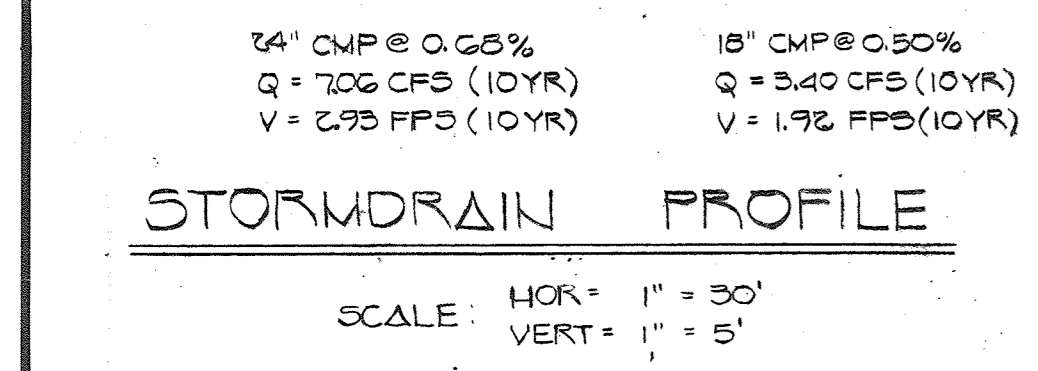 24" CMP @ 0.68%
Q = 7.06 CFS (10YR)
V = 2.93 FPS (10YR)
18" CMP @ 0.50%
Q = 3.40 CFS (10YR)
V = 1.92 FPS (10YR)
STORMDRAIN PROFILE
SCALE: HOR = 1" = 30'
VERT = 1" = 5'